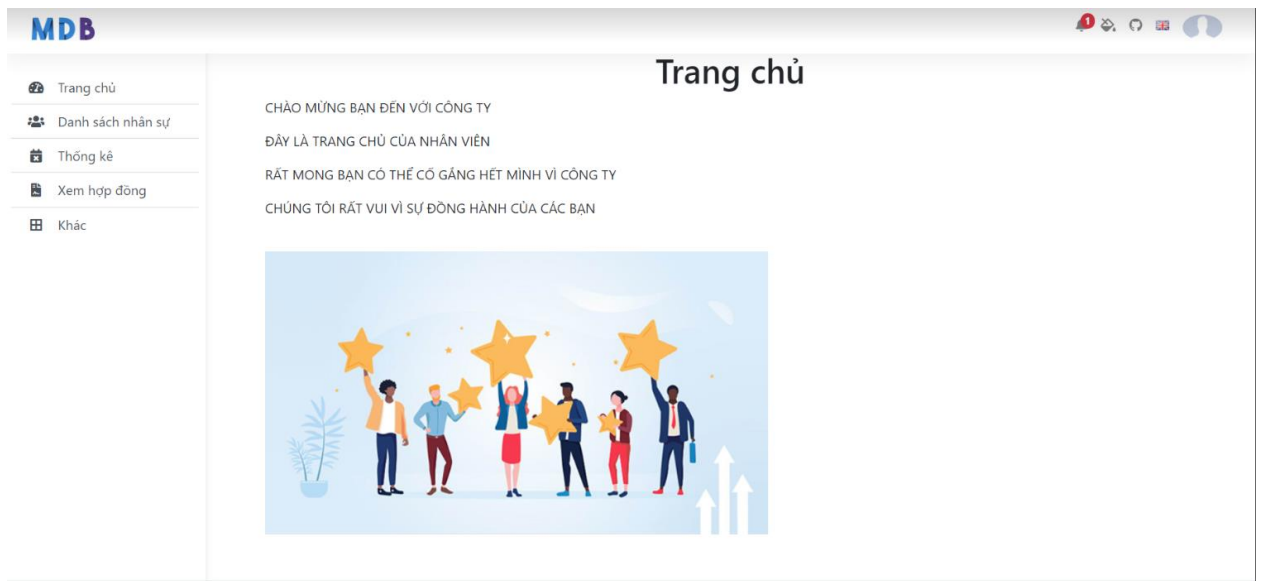 MDB
1
Trang chủ
Danh sách nhân sự
Thống kê
Xem hợp đồng
Khác
Trang chủ
CHÀO MỪNG BẠN ĐẾN VỚI CÔNG TY
ĐÂY LÀ TRANG CHỦ CỦA NHÂN VIÊN
RẤT MONG BẠN CÓ THỂ CỐ GẮNG HẾT MÌNH VÌ CÔNG TY
CHÚNG TÔI RẤT VUI VÌ SỰ ĐỒNG HÀNH CỦA CÁC BẠN